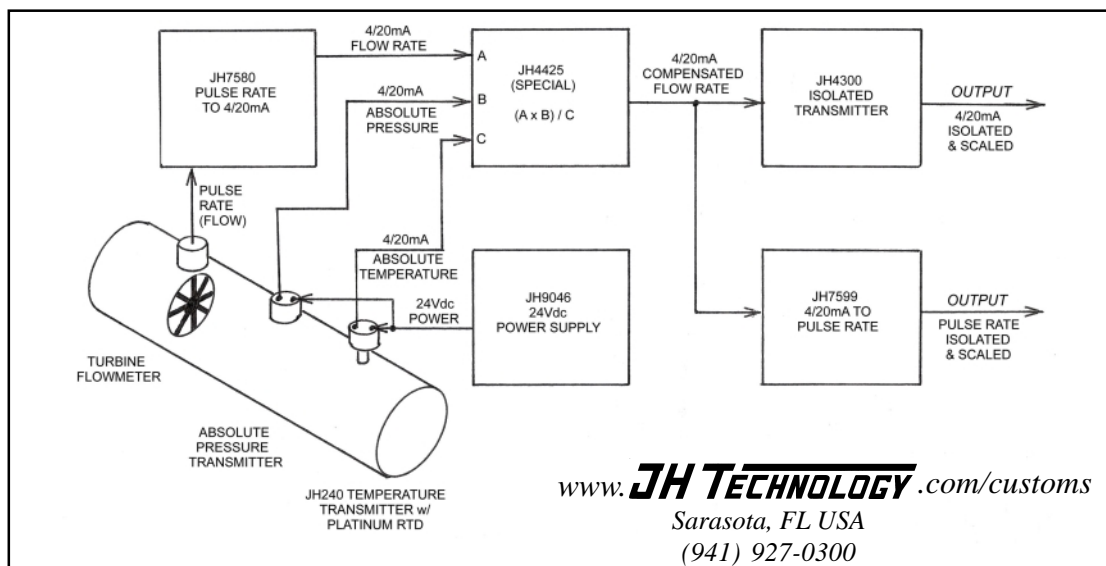 JH7580
PULSE RATE
TO 4/20mA
4/20mA
FLOW RATE
4/20mA
ABSOLUTE
PRESSURE
A
B
C
JH4425
(SPECIAL)
(A x B) / C
4/20mA
COMPENSATED
FLOW RATE
JH4300
ISOLATED
TRANSMITTER
OUTPUT
4/20mA
ISOLATED
& SCALED
PULSE
RATE
(FLOW)
4/20mA
ABSOLUTE
TEMPERATURE
24Vdc
POWER
JH9046
24Vdc
POWER SUPPLY
JH7599
4/20mA TO
PULSE RATE
OUTPUT
PULSE RATE
ISOLATED
& SCALED
TURBINE
FLOWMETER
ABSOLUTE
PRESSURE
TRANSMITTER
JH240 TEMPERATURE
TRANSMITTER w/
PLATINUM RTD
www.JH TECHNOLOGY.com/customs
Sarasota, FL USA
(941) 927-0300